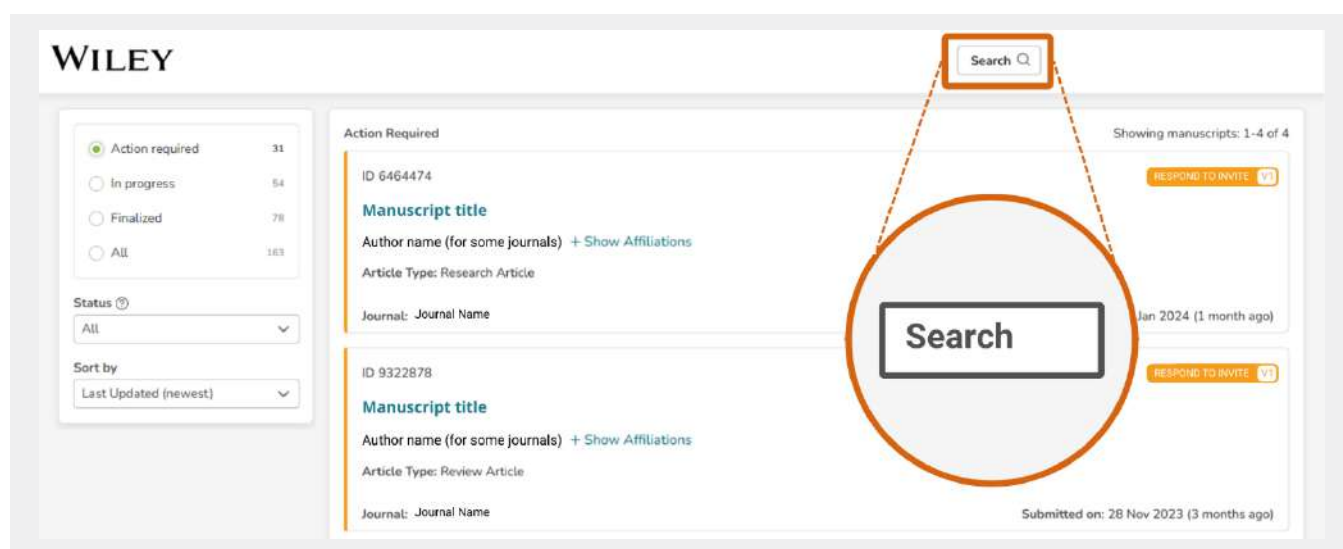 WILEY
Search
Action required 31
In progress 54
Finalized 78
All 163
Status
All
Sort by
Last Updated (newest)
Action Required
Showing manuscripts: 1-4 of 4
ID 6464474
RESPOND TO INVITE V1
Manuscript title
Author name (for some journals) + Show Affiliations
Article Type: Research Article
Journal: Journal Name
Jan 2024 (1 month ago)
Search
ID 9322878
RESPOND TO INVITE V1
Manuscript title
Author name (for some journals) + Show Affiliations
Article Type: Review Article
Journal: Journal Name
Submitted on: 28 Nov 2023 (3 months ago)